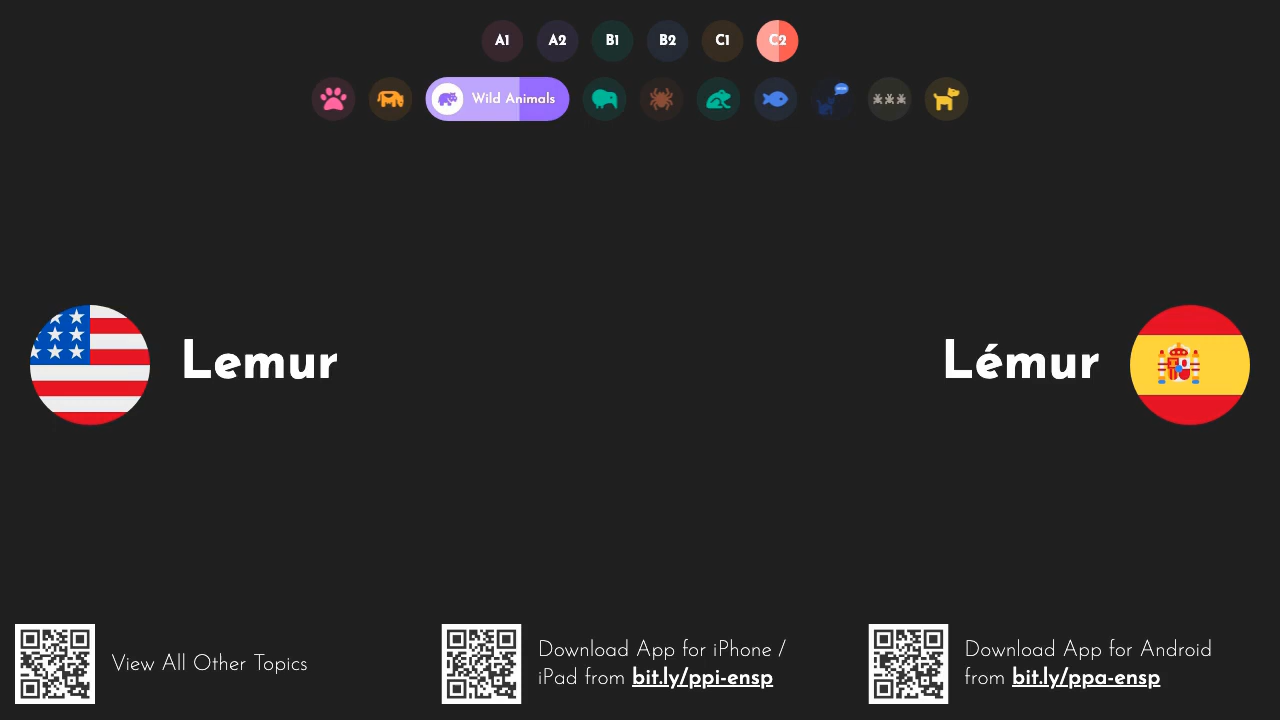 A1 A2 B1 B2 C1 C2
Wild Animals
Lemur
Lémur
View All Other Topics
Download App for iPhone /
iPad from bit.ly/ppi-ensp
Download App for Android
from bit.ly/ppa-ensp